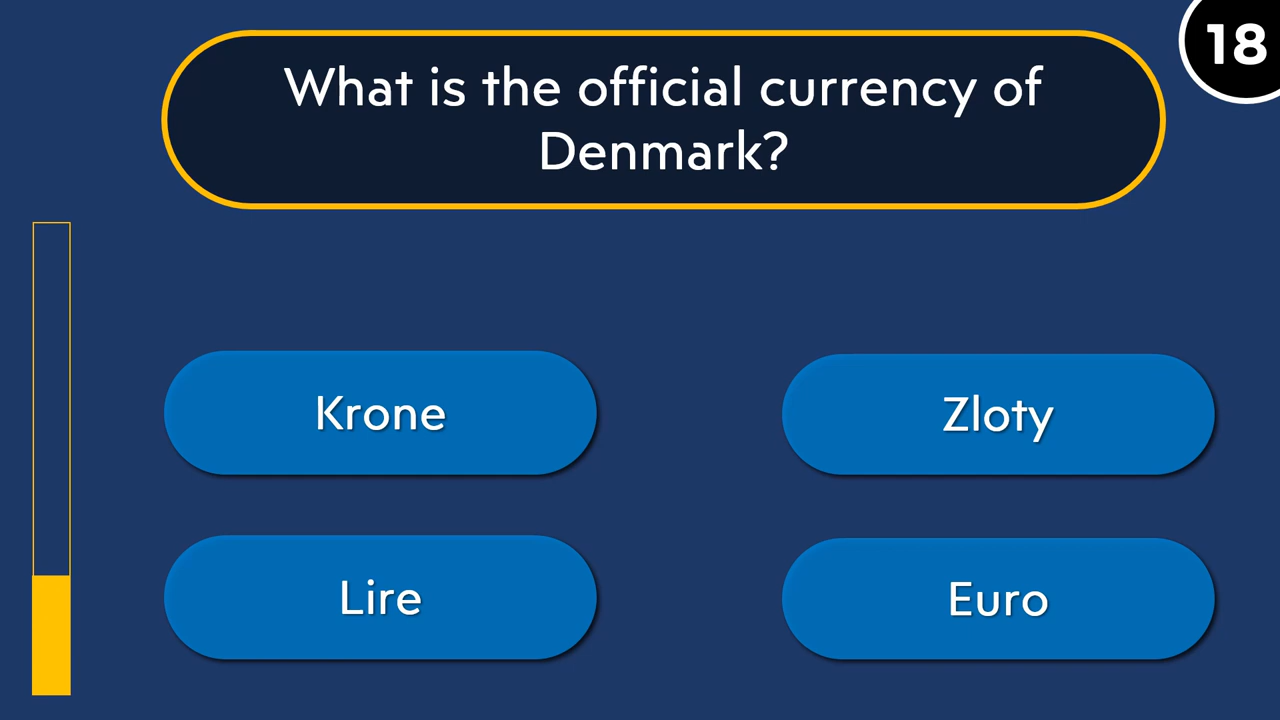 18
What is the official currency of
Denmark?
Krone
Zloty
Lire
Euro